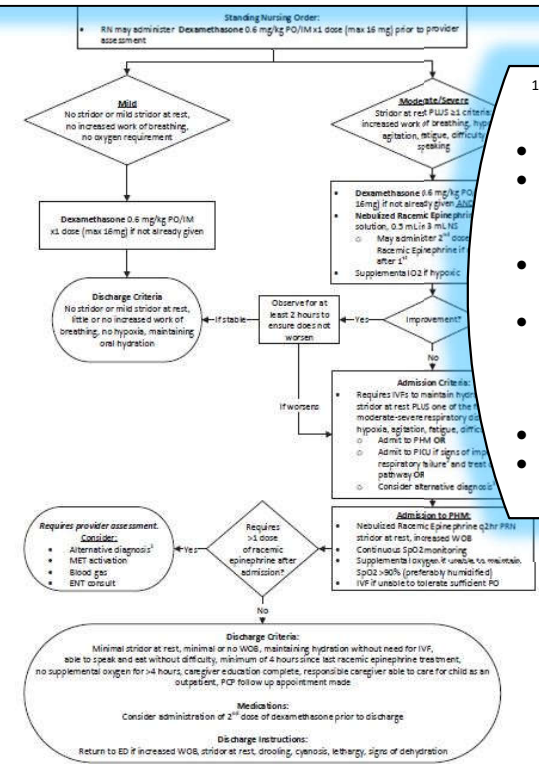 Standing Nursing Order:
• RN may administer Dexamethasone 0.6 mg/kg PO/IM x1 dose (max 16 mg) prior to provider
assessment
Mild
No stridor or mild stridor at rest,
no increased work of breathing,
no oxygen requirement
Moderate/Severe
Stridor at rest PLUS ≥1 criteria
increased work of breathing, hyp
agitation, fatigue, difficulty
speaking
1
Dexamethasone 0.6 mg/kg PO/IM
x1 dose (max 16mg) if not already given
• Dexamethasone 0.6 mg/kg PO
16mg) if not already given AND
• Nebulized Racemic Epinephrin
solution, 0.5 mL in 3 mL NS
o May administer 2nd dose
Racemic Epinephrine if
after 1st
• Supplemental O2 if hypoxic
Discharge Criteria
No stridor or mild stridor at rest,
little or no increased work of
breathing, no hypoxia, maintaining
oral hydration
If stable
Observe for at
least 2 hours to
ensure does not
worsen
Yes
Improvement?
No
If worsens
Admission Criteria:
• Requires IVFs to maintain hydr
stridor at rest PLUS one of the f
moderate-severe respiratory dis
hypoxia, agitation, fatigue, diffic
o Admit to PHM OR
o Admit to PICU if signs of imp
respiratory failure and treat
pathway OR
o Consider alternative diagnosis
Requires provider assessment.
Consider:
• Alternative diagnosis
• MET activation
• Blood gas
• ENT consult
Yes
Requires
>1 dose
of racemic
epinephrine after
admission?
Admission to PHM:
• Nebulized Racemic Epinephrine q2hr PRN
stridor at rest, increased WOB
• Continuous SpO2 monitoring
• Supplemental oxygen if unable to maintain
SpO2 >90% (preferably humidified)
• IVF if unable to tolerate sufficient PO
No
Discharge Criteria:
Minimal stridor at rest, minimal or no WOB, maintaining hydration without need for IVF,
able to speak and eat without difficulty, minimum of 4 hours since last racemic epinephrine treatment,
no supplemental oxygen for >4 hours, caregiver education complete, responsible caregiver able to care for child as an
outpatient, PCP follow up appointment made
Medications:
Consider administration of 2nd dose of dexamethasone prior to discharge
Discharge Instructions:
Return to ED if increased WOB, stridor at rest, drooling, cyanosis, lethargy, signs of dehydration